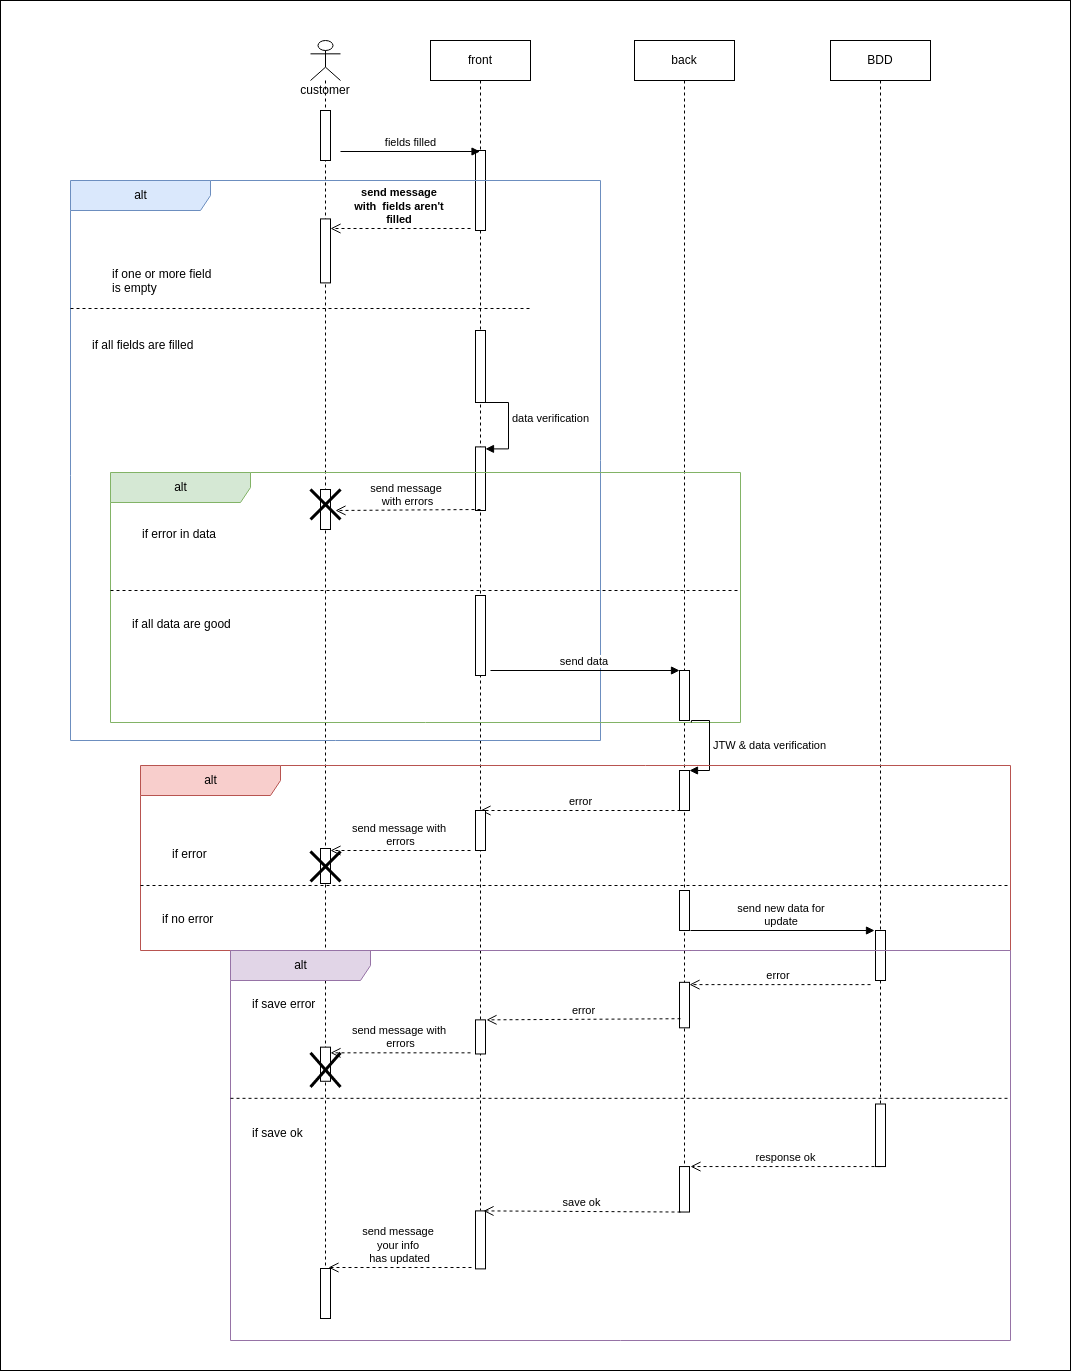 customer
front
back
BDD
fields filled
alt
send message
with fields aren't
filled
if one or more field
is empty
if all fields are filled
data verification
alt
send message
with errors
if error in data
if all data are good
send data
JTW & data verification
alt
error
send message with
errors
if error
if no error
send new data for
update
alt
error
if save error
error
send message with
errors
if save ok
response ok
save ok
send message
your info
has updated